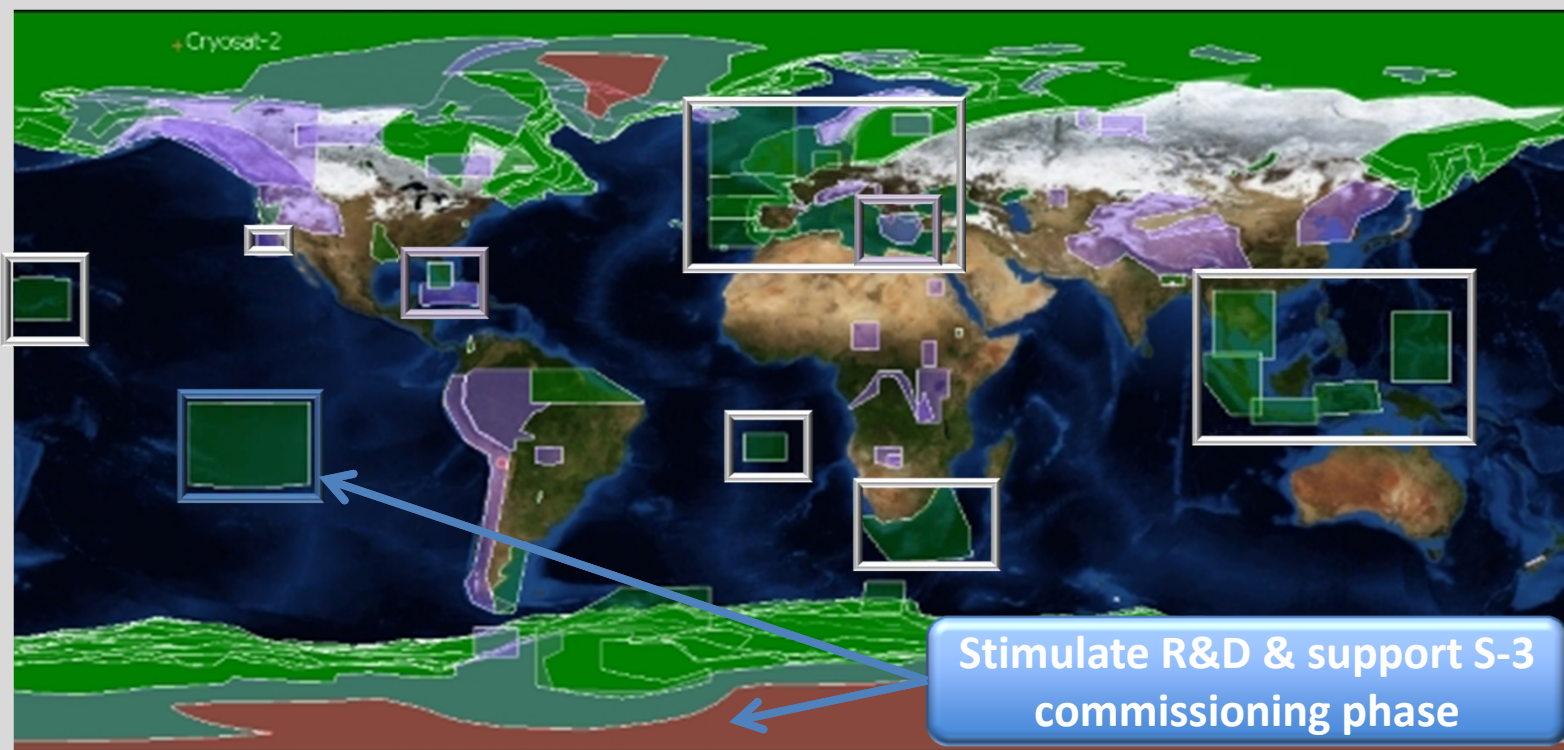 Cryosat-2
Stimulate R&D & support S-3
commissioning phase